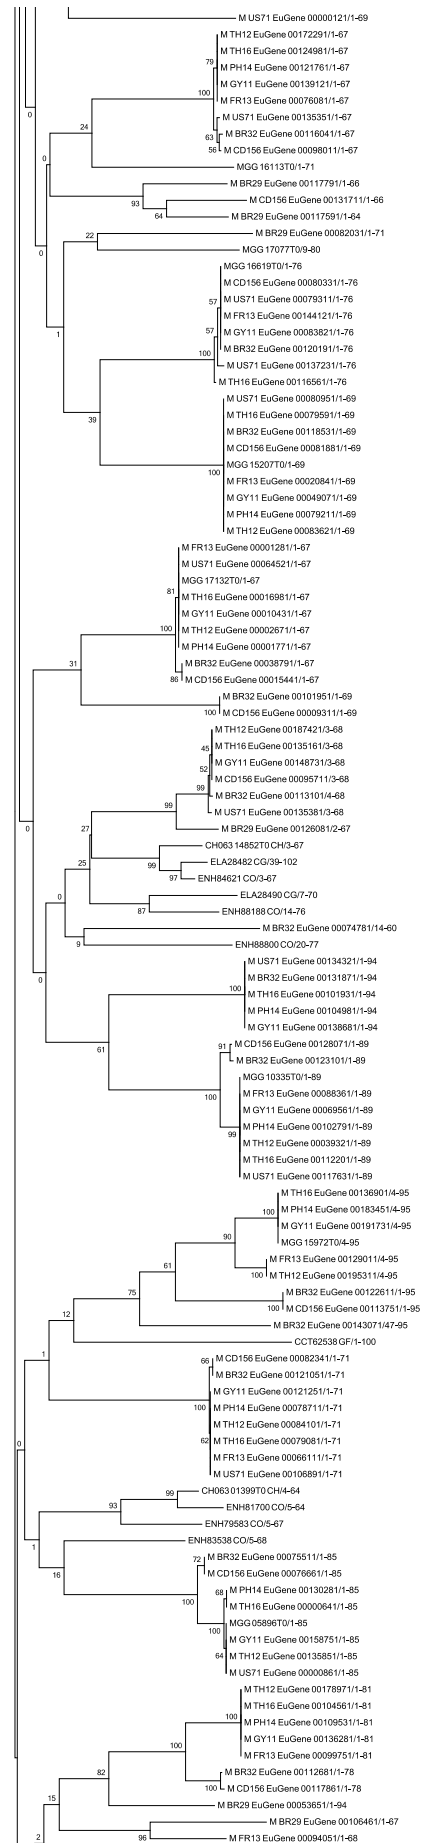 M US71 EuGene 00000121/1-69
M TH12 EuGene 00172291/1-67
M TH16 EuGene 00124981/1-67
79
M PH14 EuGene 00121761/1-67
M GY11 EuGene 00139121/1-67
100
M FR13 EuGene 00076081/1-67
0
M US71 EuGene 00135351/1-67
24
63
M BR32 EuGene 00116041/1-67
56
M CD156 EuGene 00098011/1-67
0
MGG 16113T0/1-71
M BR29 EuGene 00117791/1-66
93
M CD156 EuGene 00131711/1-66
64
M BR29 EuGene 00117591/1-64
22
M BR29 EuGene 00082031/1-71
0
MGG 17077T0/9-80
MGG 16619T0/1-76
M CD156 EuGene 00080331/1-76
57
M US71 EuGene 00079311/1-76
M FR13 EuGene 00144121/1-76
57
M GY11 EuGene 00083821/1-76
1
M BR32 EuGene 00120191/1-76
100
M US71 EuGene 00137231/1-76
M TH16 EuGene 00116561/1-76
M US71 EuGene 00080951/1-69
39
M TH16 EuGene 00079591/1-69
M BR32 EuGene 00118531/1-69
M CD156 EuGene 00081881/1-69
100
MGG 15207T0/1-69
M FR13 EuGene 00020841/1-69
M GY11 EuGene 00049071/1-69
M PH14 EuGene 00079211/1-69
M TH12 EuGene 00083621/1-69
M FR13 EuGene 00001281/1-67
M US71 EuGene 00064521/1-67
MGG 17132T0/1-67
81
M TH16 EuGene 00016981/1-67
M GY11 EuGene 00010431/1-67
100
M TH12 EuGene 00002671/1-67
M PH14 EuGene 00001771/1-67
31
M BR32 EuGene 00038791/1-67
86
M CD156 EuGene 00015441/1-67
M BR32 EuGene 00101951/1-69
100
M CD156 EuGene 00009311/1-69
M TH12 EuGene 00187421/3-68
45
M TH16 EuGene 00135161/3-68
M GY11 EuGene 00148731/3-68
52
M CD156 EuGene 00095711/3-68
99
M BR32 EuGene 00113101/4-68
99
M US71 EuGene 00135381/3-68
0
27
M BR29 EuGene 00126081/2-67
CH063 14852T0 CH/3-67
25
99
ELA28482 CG/39-102
97
ENH84621 CO/3-67
0
ELA28490 CG/7-70
87
ENH88188 CO/14-76
M BR32 EuGene 00074781/14-60
9
ENH88800 CO/20-77
M US71 EuGene 00134321/1-94
0
M BR32 EuGene 00131871/1-94
100
M TH16 EuGene 00101931/1-94
M PH14 EuGene 00104981/1-94
M GY11 EuGene 00138681/1-94
61
91
M CD156 EuGene 00128071/1-89
M BR32 EuGene 00123101/1-89
MGG 10335T0/1-89
100
M FR13 EuGene 00088361/1-89
M GY11 EuGene 00069561/1-89
M PH14 EuGene 00102791/1-89
99
M TH12 EuGene 00039321/1-89
M TH16 EuGene 00112201/1-89
M US71 EuGene 00117631/1-89
M TH16 EuGene 00136901/4-95
100
M PH14 EuGene 00183451/4-95
M GY11 EuGene 00191731/4-95
90
MGG 15972T0/4-95
M FR13 EuGene 00129011/4-95
61
100
M TH12 EuGene 00195311/4-95
M BR32 EuGene 00122611/1-95
75
100
M CD156 EuGene 00113751/1-95
12
M BR32 EuGene 00143071/47-95
CCT62538 GF/1-100
1
66
M CD156 EuGene 00082341/1-71
M BR32 EuGene 00121051/1-71
M GY11 EuGene 00121251/1-71
100
M PH14 EuGene 00078711/1-71
M TH12 EuGene 00084101/1-71
62
M TH16 EuGene 00079081/1-71
0
M FR13 EuGene 00066111/1-71
M US71 EuGene 00106891/1-71
99
CH063 01399T0 CH/4-64
93
ENH81700 CO/5-64
ENH79583 CO/5-67
1
ENH83538 CO/5-68
72
M BR32 EuGene 00075511/1-85
16
M CD156 EuGene 00076661/1-85
68
M PH14 EuGene 00130281/1-85
100
M TH16 EuGene 00000641/1-85
MGG 05896T0/1-85
100
M GY11 EuGene 00158751/1-85
64
M TH12 EuGene 00135851/1-85
M US71 EuGene 00000861/1-85
M TH12 EuGene 00178971/1-81
M TH16 EuGene 00104561/1-81
100
M PH14 EuGene 00109531/1-81
M GY11 EuGene 00136281/1-81
100
M FR13 EuGene 00099751/1-81
82
M BR32 EuGene 00112681/1-78
100
M CD156 EuGene 00117861/1-78
15
M BR29 EuGene 00053651/1-94
M BR29 EuGene 00106461/1-67
2
96
M FR13 EuGene 00094051/1-68